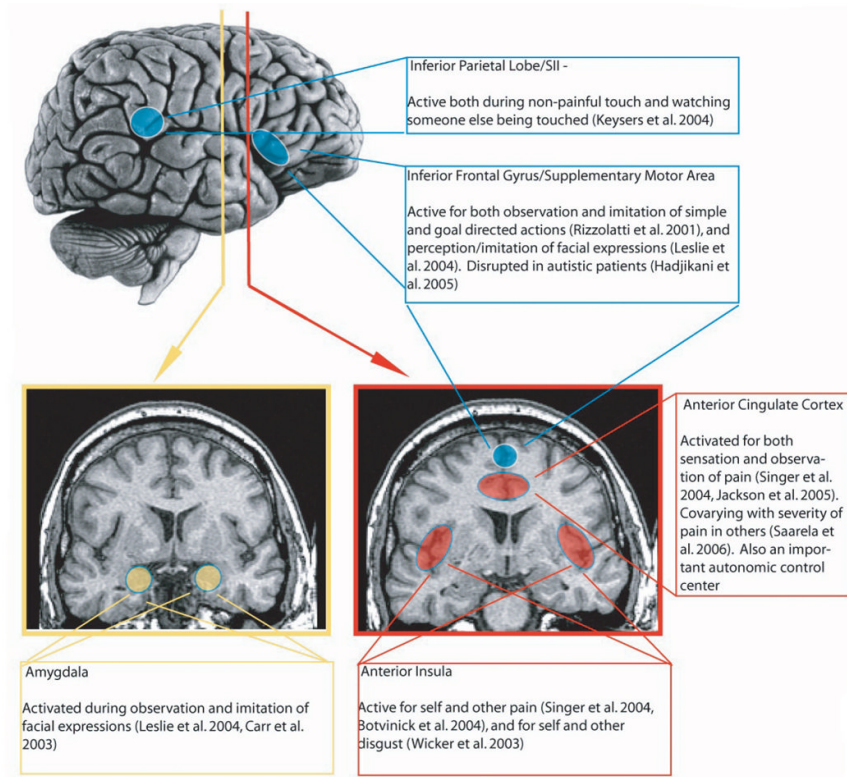 Inferior Parietal Lobe/SII -
Active both during non-painful touch and watching
someone else being touched (Keysers et al. 2004)
Inferior Frontal Gyrus/Supplementary Motor Area
Active for both observation and imitation of simple
and goal directed actions (Rizzolatti et al. 2001), and
perception/imitation of facial expressions (Leslie et
al. 2004). Disrupted in autistic patients (Hadjikani et
al. 2005)
Anterior Cingulate Cortex
Activated for both
sensation and observa-
tion of pain (Singer et al.
2004, Jackson et al. 2005).
Covarying with severity of
pain in others (Saarela et
al. 2006). Also an impor-
tant autonomic control
center
Amygdala
Activated during observation and imitation of
facial expressions (Leslie et al. 2004, Carr et al.
2003)
Anterior Insula
Active for self and other pain (Singer et al. 2004,
Botvinick et al. 2004), and for self and other
disgust (Wicker et al. 2003)